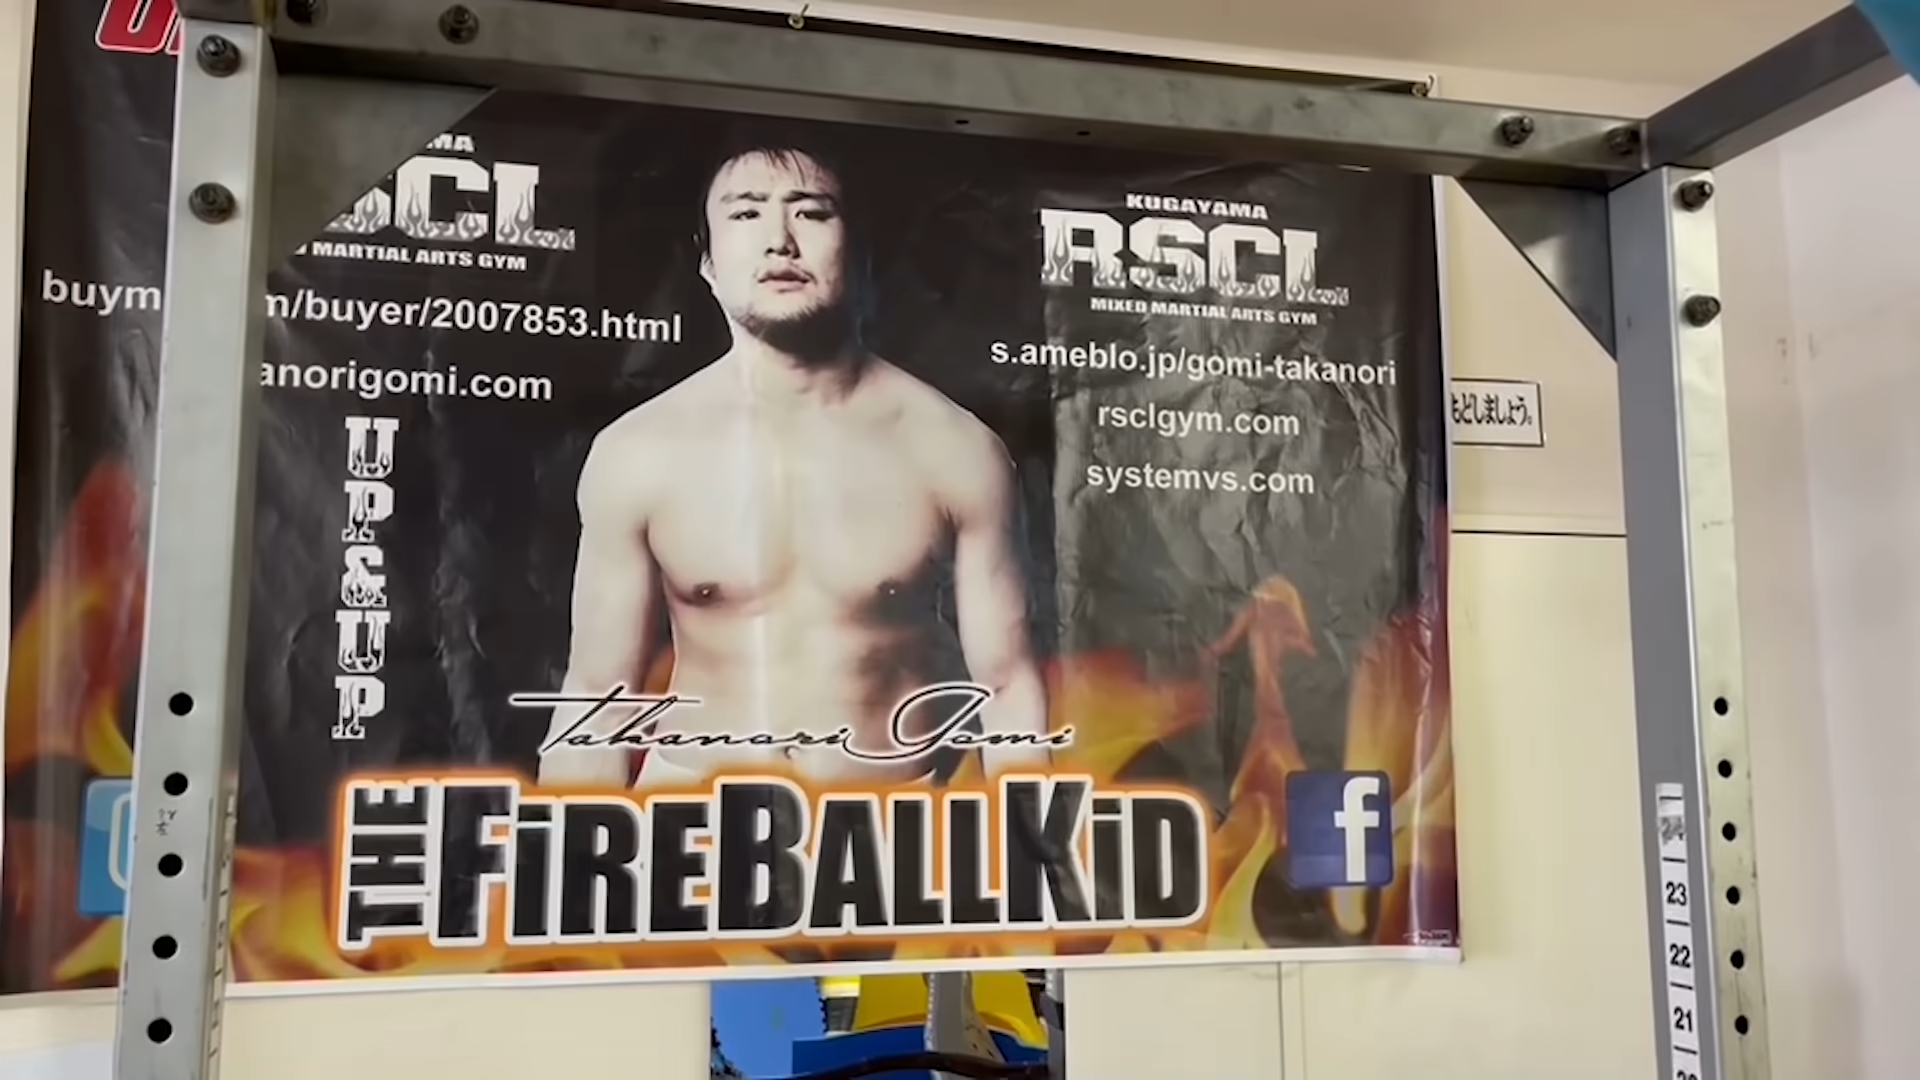 SCL
MARTIAL ARTS GYM
buym m/buyer/2007853.html
anorigomi.com
UP&UP
KUGAYAMA
RSCL
MIXED MARTIAL ARTS GYM
s.ameblo.jp/gomi-takanori
rsclgym.com
systemvs.com
もどしましょう。
Takanori Gomi
THE FiREBALLKiD
f
24
23
22
21